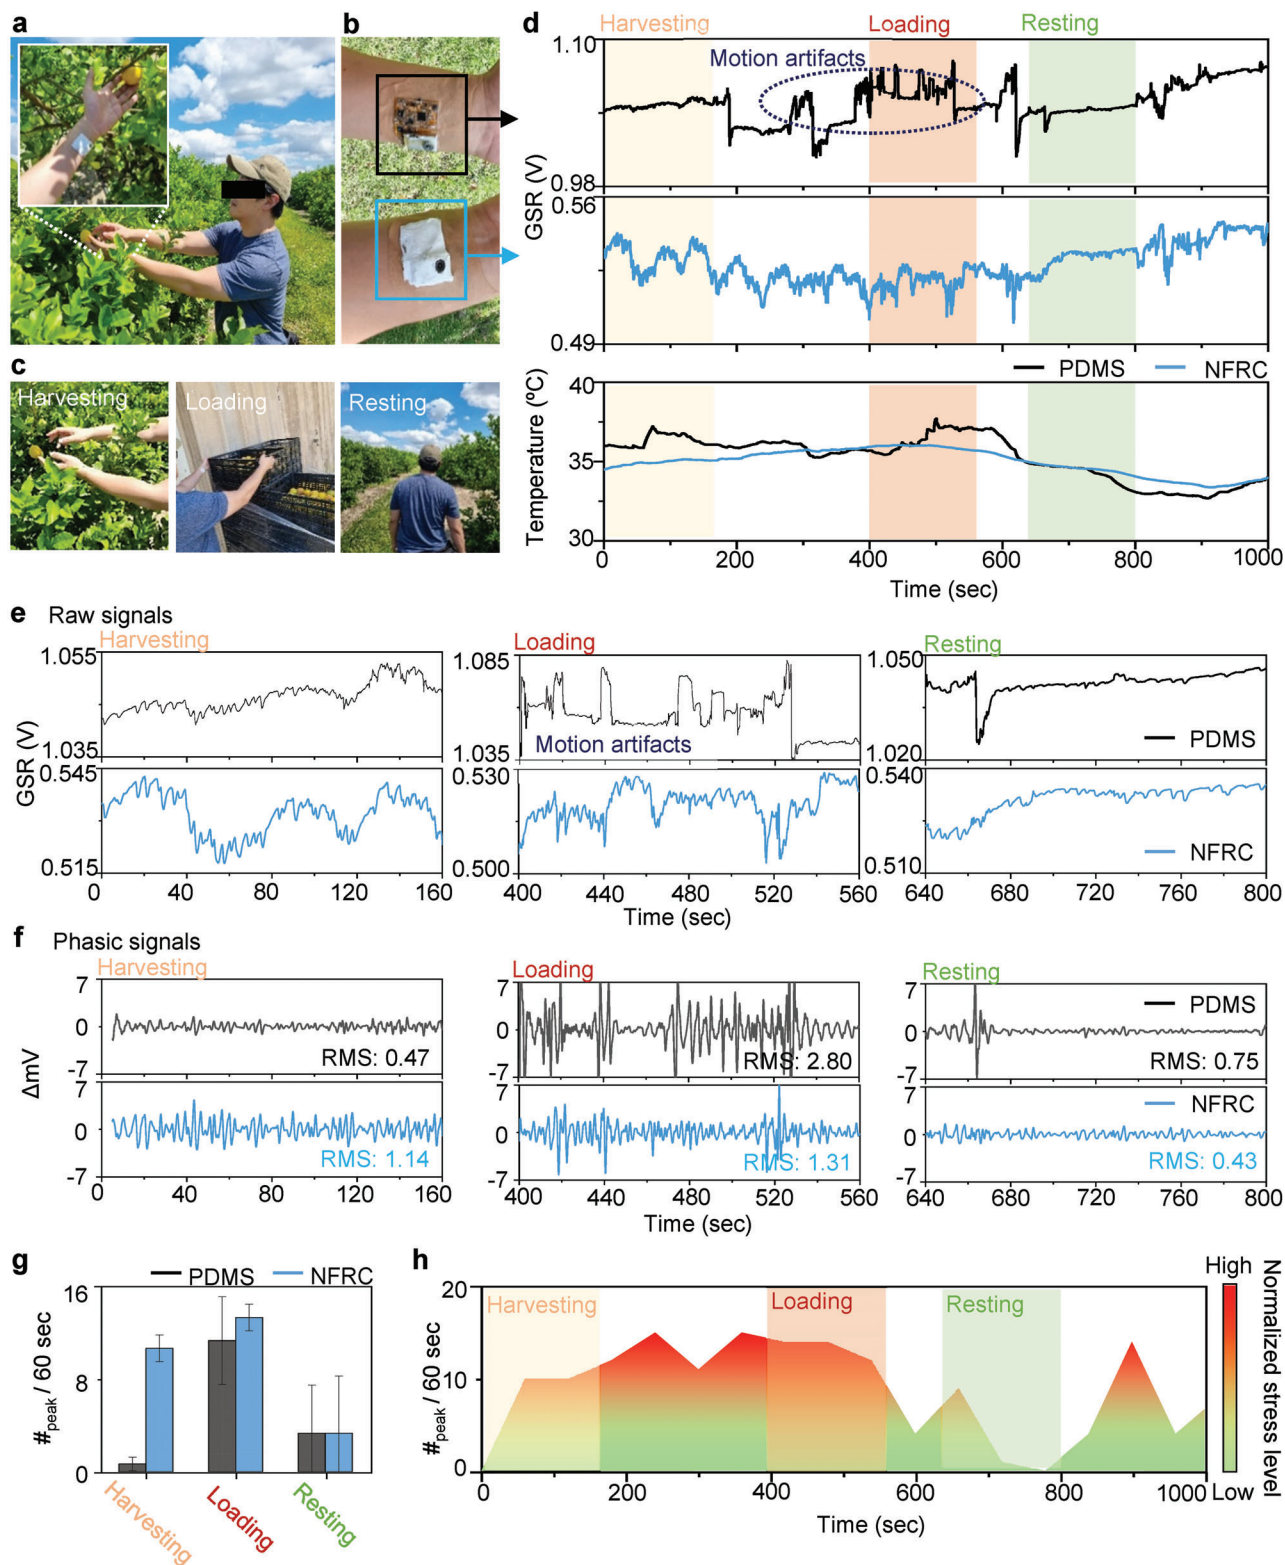 a
b
c
Harvesting
Loading
Resting
d
Harvesting
Loading
Resting
Motion artifacts
1.10
0.98
GSR (V)
0.56
0.49
PDMS
NFRC
40
35
30
Temperature (ºC)
0 200 400 600 800 1000
Time (sec)
e Raw signals
Harvesting
Loading
Resting
1.055
1.035
1.085
1.035
Motion artifacts
1.050
1.020
PDMS
GSR (V)
0.545
0.515
0.530
0.500
0.540
0.510
NFRC
0 40 80 120 160
400 440 480 520 560
640 680 720 760 800
Time (sec)
f Phasic signals
Harvesting
Loading
Resting
7
0
-7
RMS: 0.47
7
0
-7
RMS: 2.80
7
0
-7
PDMS
RMS: 0.75
ΔmV
7
0
-7
RMS: 1.14
7
0
-7
RMS: 1.31
7
0
-7
NFRC
RMS: 0.43
0 40 80 120 160
400 440 480 520 560
640 680 720 760 800
Time (sec)
g
PDMS
NFRC
16
8
0
#peak / 60 sec
Harvesting
Loading
Resting
h
20
10
0
#peak / 60 sec
Harvesting
Loading
Resting
0 200 400 600 800 1000
Time (sec)
High
Low
Normalized stress level